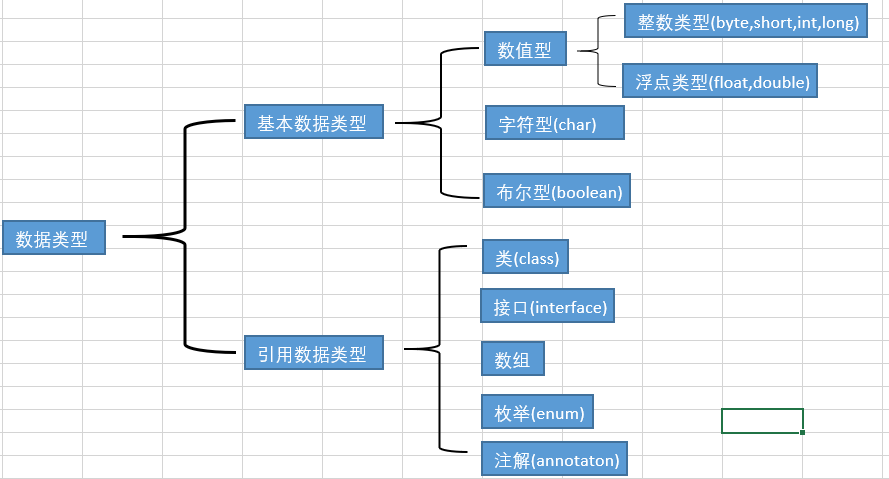 数据类型
基本数据类型
数值型
整数类型(byte,short,int,long)
浮点类型(float,double)
字符型(char)
布尔型(boolean)
引用数据类型
类(class)
接口(interface)
数组
枚举(enum)
注解(annotaton)